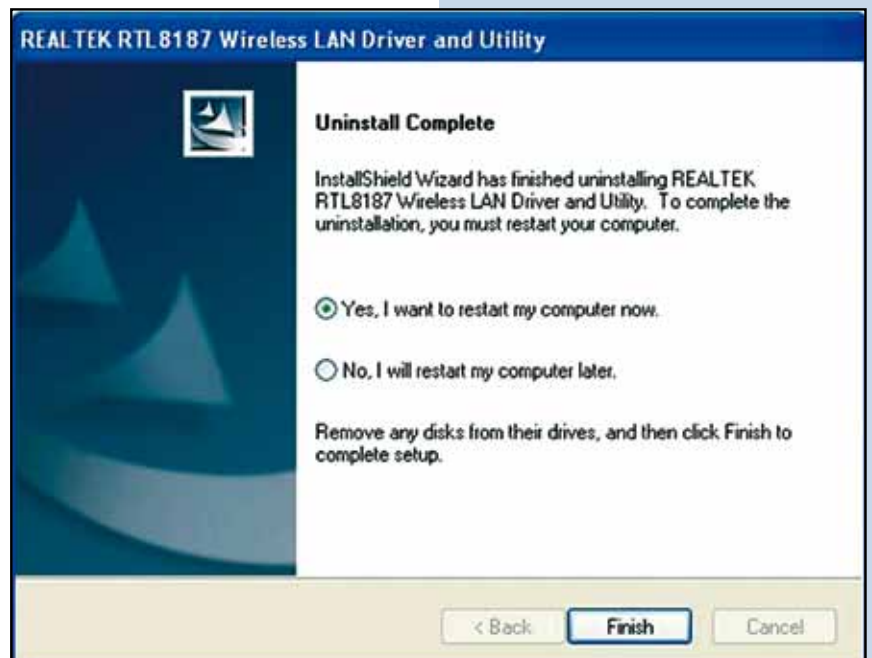 REALTEK RTL8187 Wireless LAN Driver and Utility
Uninstall Complete
InstallShield Wizard has finished uninstalling REALTEK
RTL8187 Wireless LAN Driver and Utility. To complete the
uninstallation, you must restart your computer.
Yes, I want to restart my computer now.
No, I will restart my computer later.
Remove any disks from their drives, and then click Finish to
complete setup.
< Back Finish Cancel